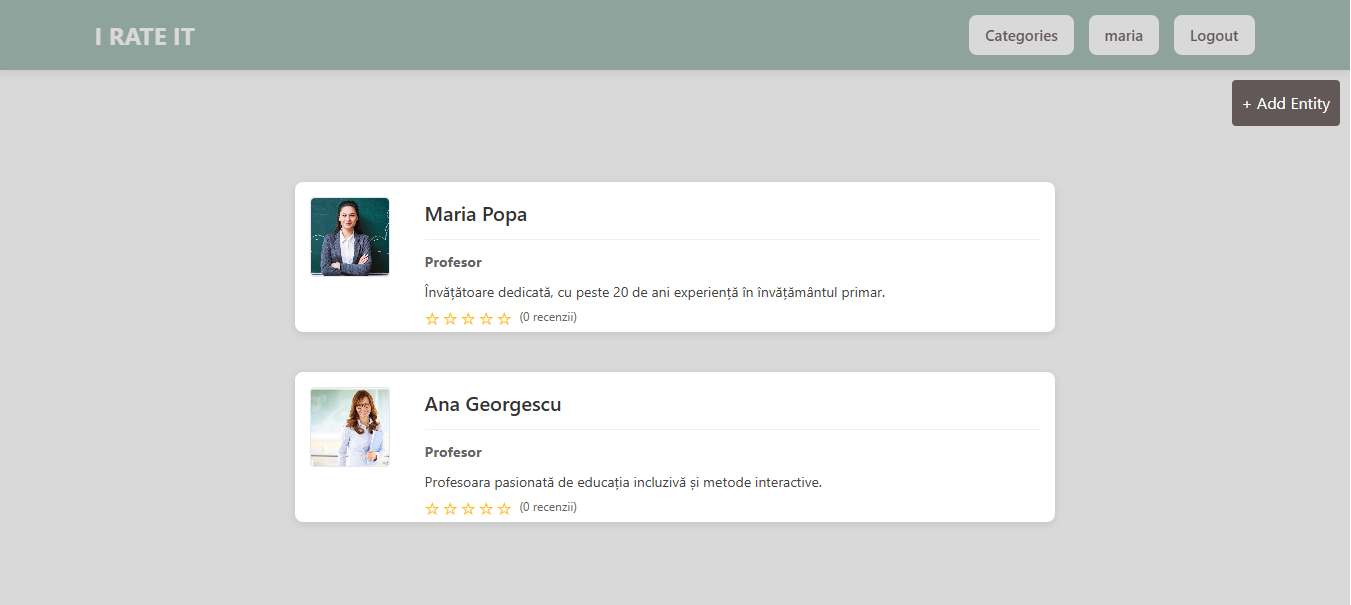 I RATE IT
Categories
maria
Logout
+ Add Entity
Maria Popa
Profesor
Învățătoare dedicată, cu peste 20 de ani experiență în învățământul primar.
☆ ☆ ☆ ☆ ☆ (0 recenzii)
Ana Georgescu
Profesor
Profesoara pasionată de educația incluzivă și metode interactive.
☆ ☆ ☆ ☆ ☆ (0 recenzii)